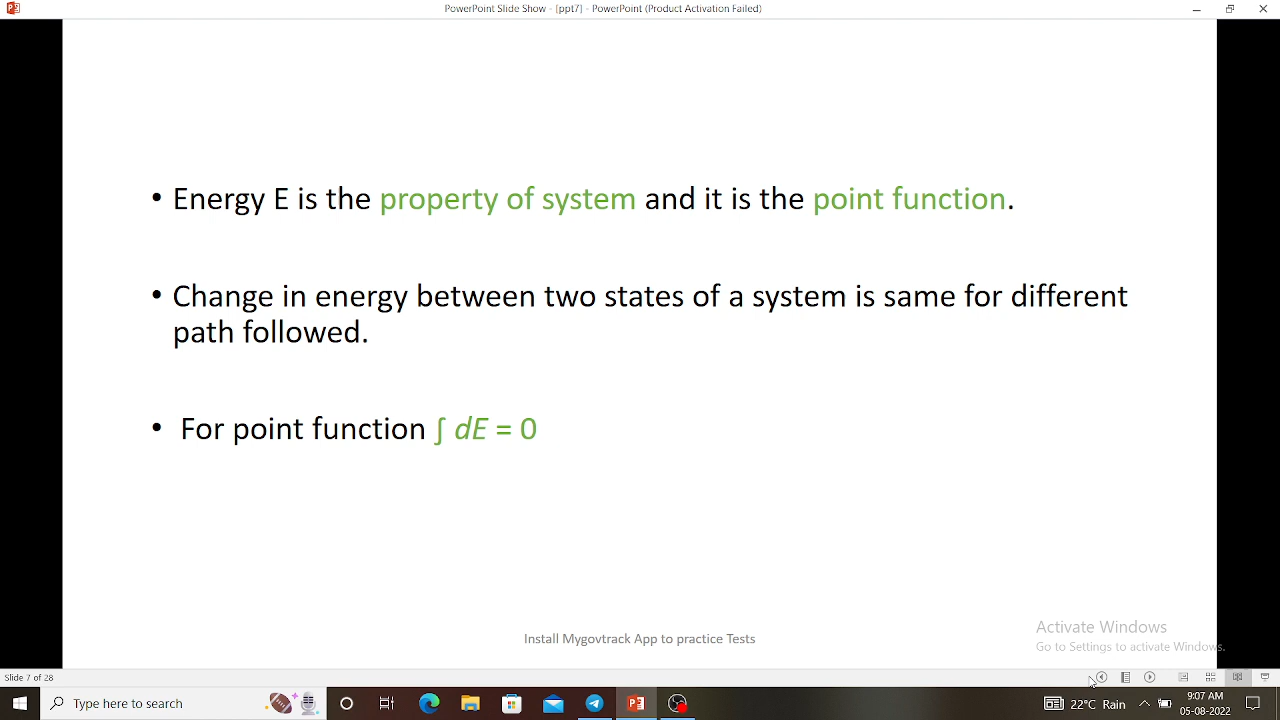 PowerPoint Slide Show - [ppt7] - PowerPoint (Product Activation Failed)
• Energy E is the property of system and it is the point function.
• Change in energy between two states of a system is same for different
path followed.
• For point function ∫ dE = 0
Install Mygovtrack App to practice Tests
Activate Windows
Go to Settings to activate Windows.
Slide 7 of 28
Type here to search
22°C Rain
9:07 AM
05-08-2022